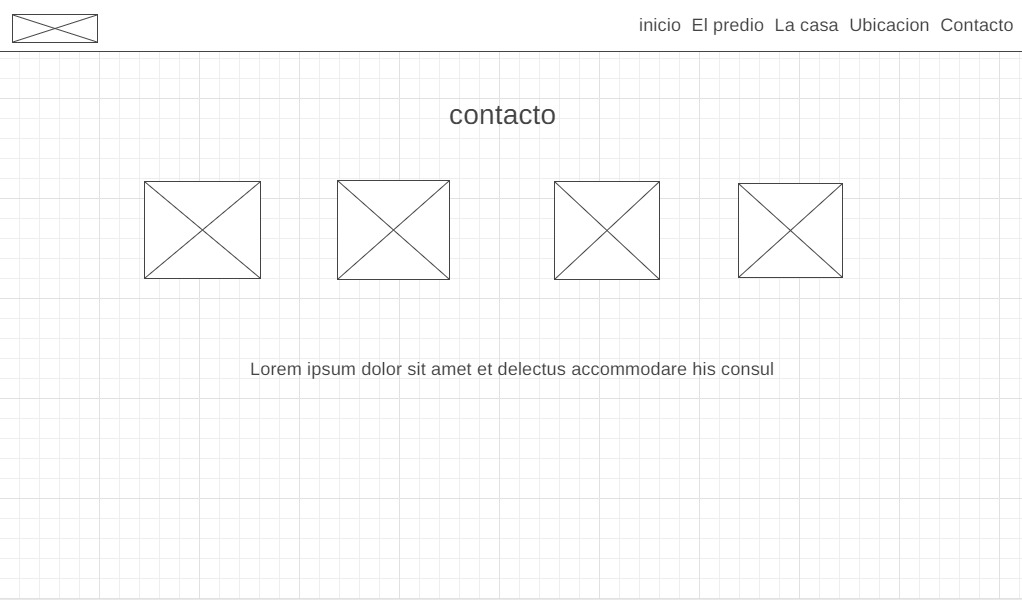 inicio El predio La casa Ubicacion Contacto
contacto
Lorem ipsum dolor sit amet et delectus accommodare his consul